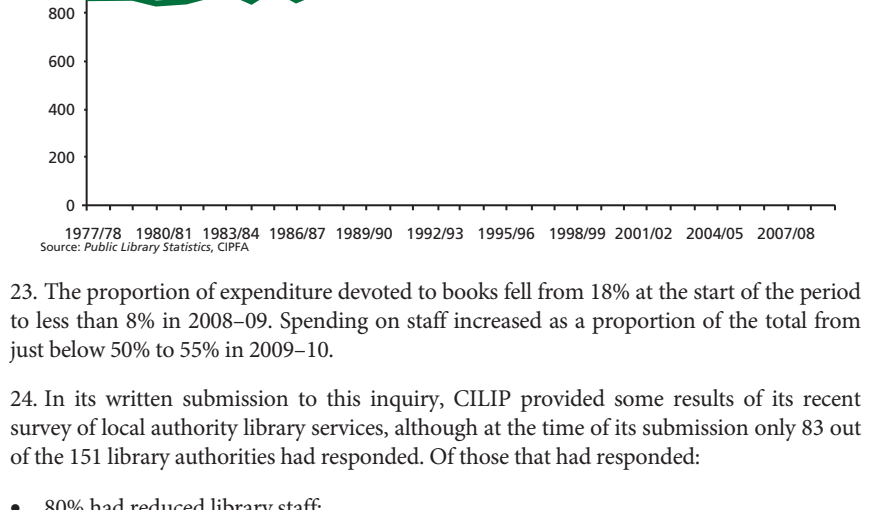 800
600
400
200
0
1977/78 1980/81 1983/84 1986/87 1989/90 1992/93 1995/96 1998/99 2001/02 2004/05 2007/08
Source: Public Library Statistics, CIPFA
23. The proportion of expenditure devoted to books fell from 18% at the start of the period
to less than 8% in 2008–09. Spending on staff increased as a proportion of the total from
just below 50% to 55% in 2009–10.
24. In its written submission to this inquiry, CILIP provided some results of its recent
survey of local authority library services, although at the time of its submission only 83 out
of the 151 library authorities had responded. Of those that had responded:
• 80% had reduced library staff;